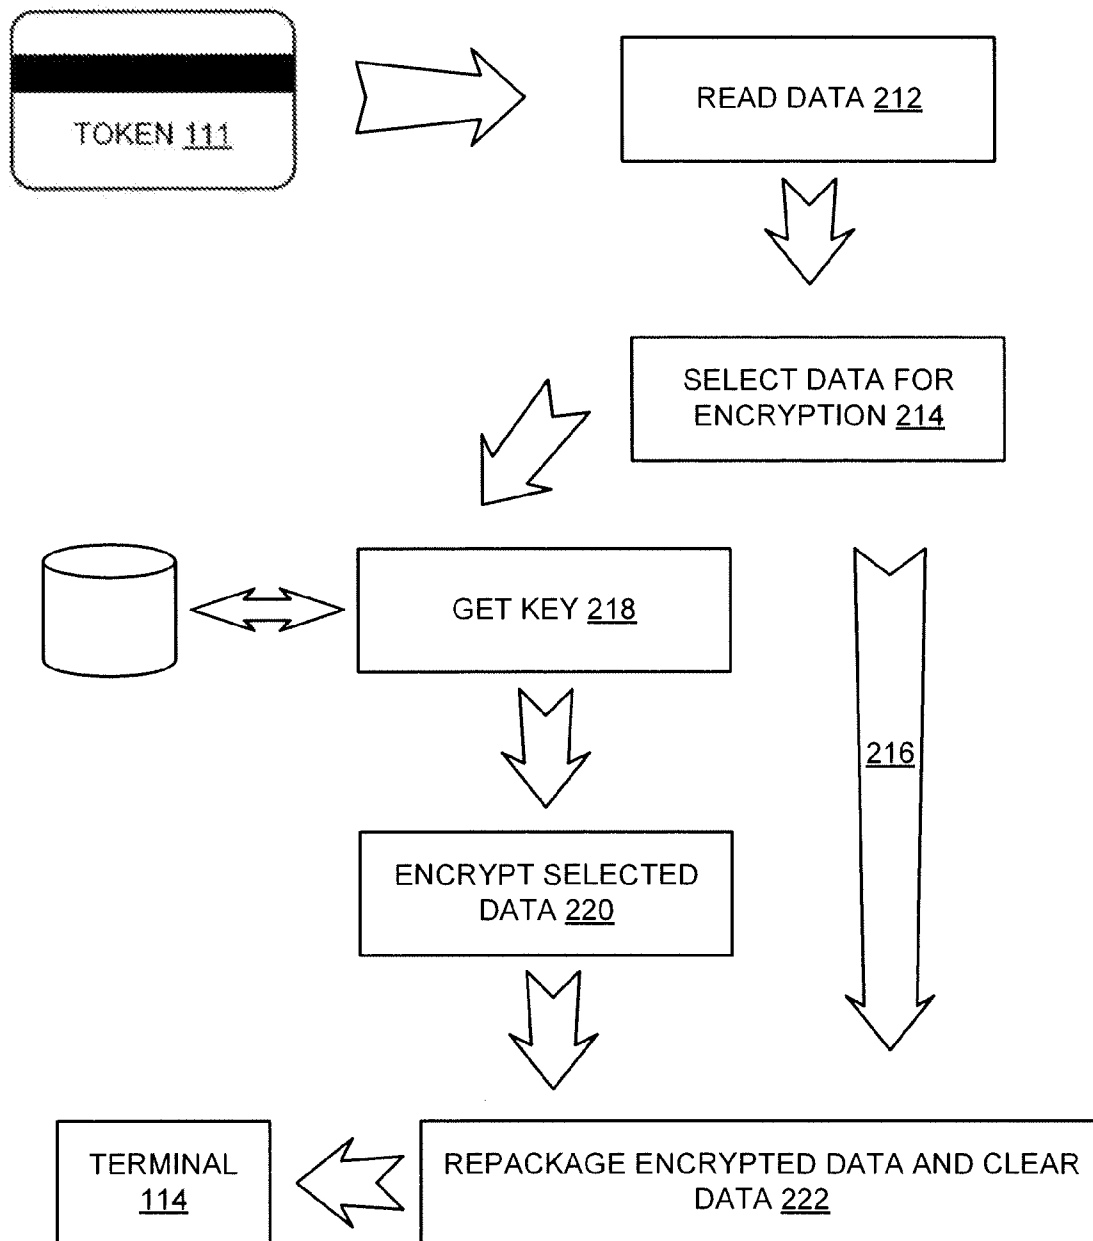 TOKEN 111
READ DATA 212
SELECT DATA FOR
ENCRYPTION 214
GET KEY 218
216
ENCRYPT SELECTED
DATA 220
TERMINAL
114
REPACKAGE ENCRYPTED DATA AND CLEAR
DATA 222